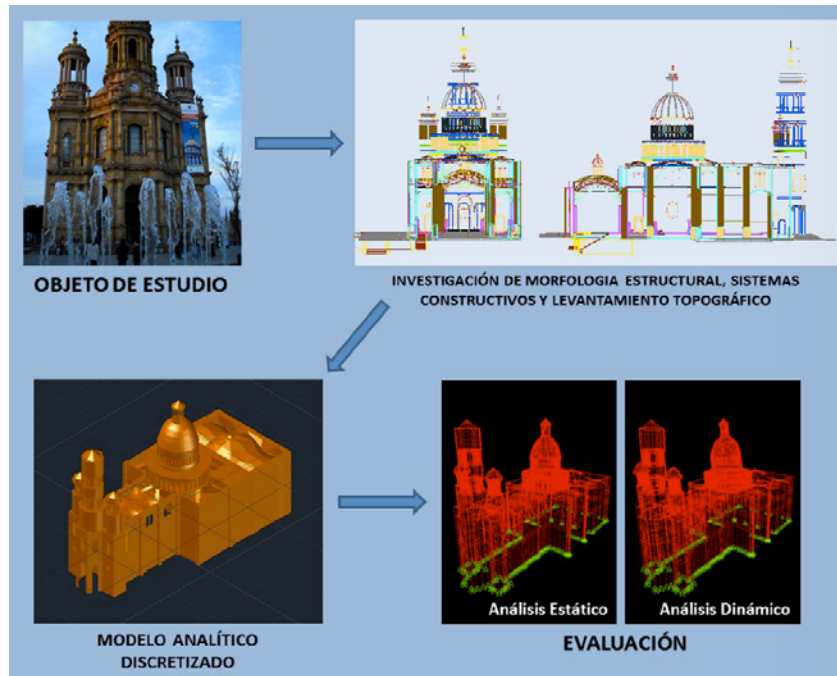 OBJETO DE ESTUDIO
INVESTIGACIÓN DE MORFOLOGIA ESTRUCTURAL, SISTEMAS
CONSTRUCTIVOS Y LEVANTAMIENTO TOPOGRÁFICO
MODELO ANALÍTICO
DISCRETIZADO
Análisis Estático
Análisis Dinámico
EVALUACIÓN